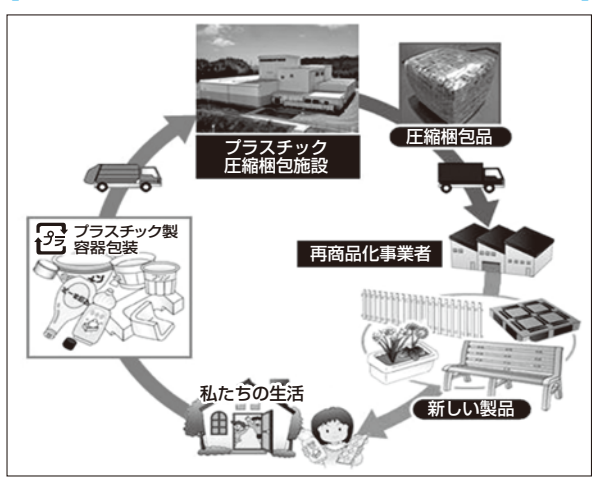 プラスチック
圧縮梱包施設
圧縮梱包品
再商品化事業者
新しい製品
私たちの生活
プラ
プラスチック製
容器包装